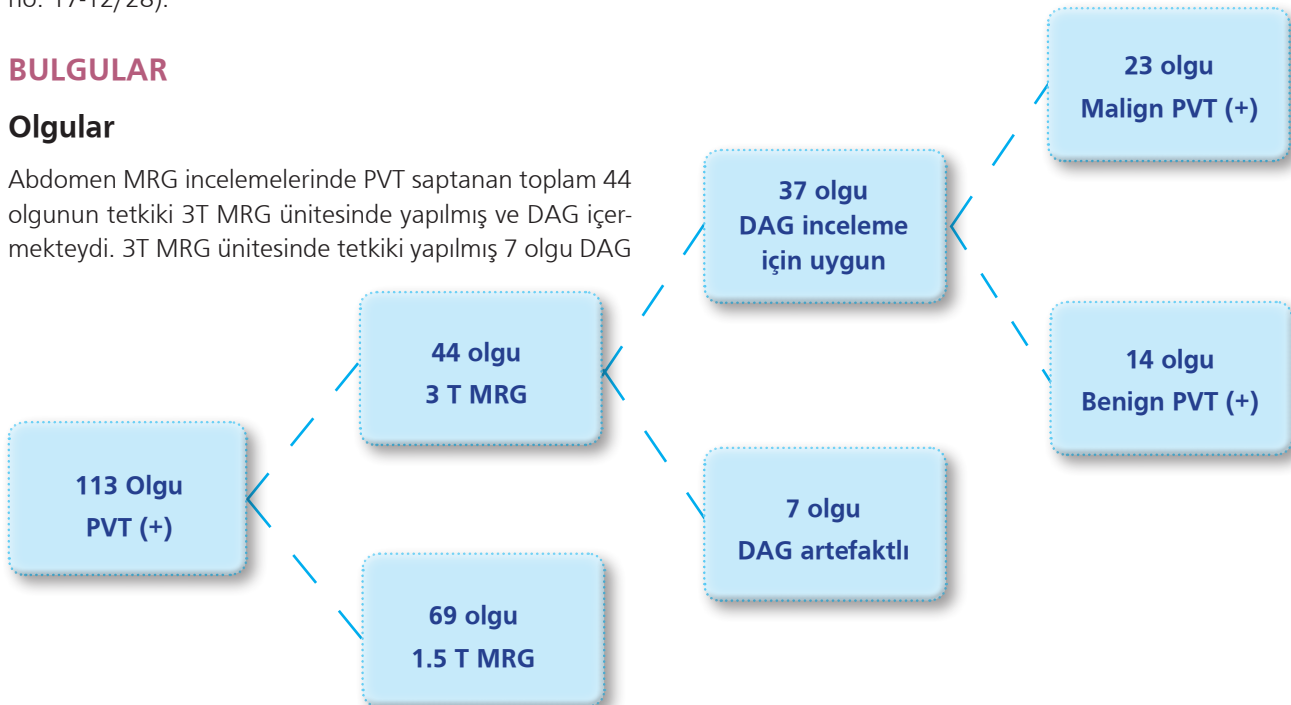 no: 17-12/28).
BULGULAR
Olgular
Abdomen MRG incelemelerinde PVT saptanan toplam 44
olgunun tetkiki 3T MRG ünitesinde yapılmış ve DAG içer-
mekteydi. 3T MRG ünitesinde tetkiki yapılmış 7 olgu DAG
113 Olgu
PVT (+)
44 olgu
3 T MRG
69 olgu
1.5 T MRG
37 olgu
DAG inceleme
için uygun
7 olgu
DAG artefaktlı
23 olgu
Malign PVT (+)
14 olgu
Benign PVT (+)